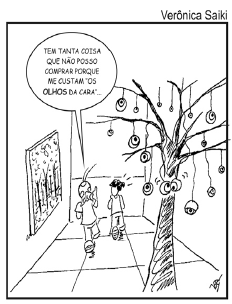 Verônica Saiki
TEM TANTA COISA
QUE NÃO POSSO
COMPRAR PORQUE
ME CUSTAM "OS
OLHOS DA CARA"...